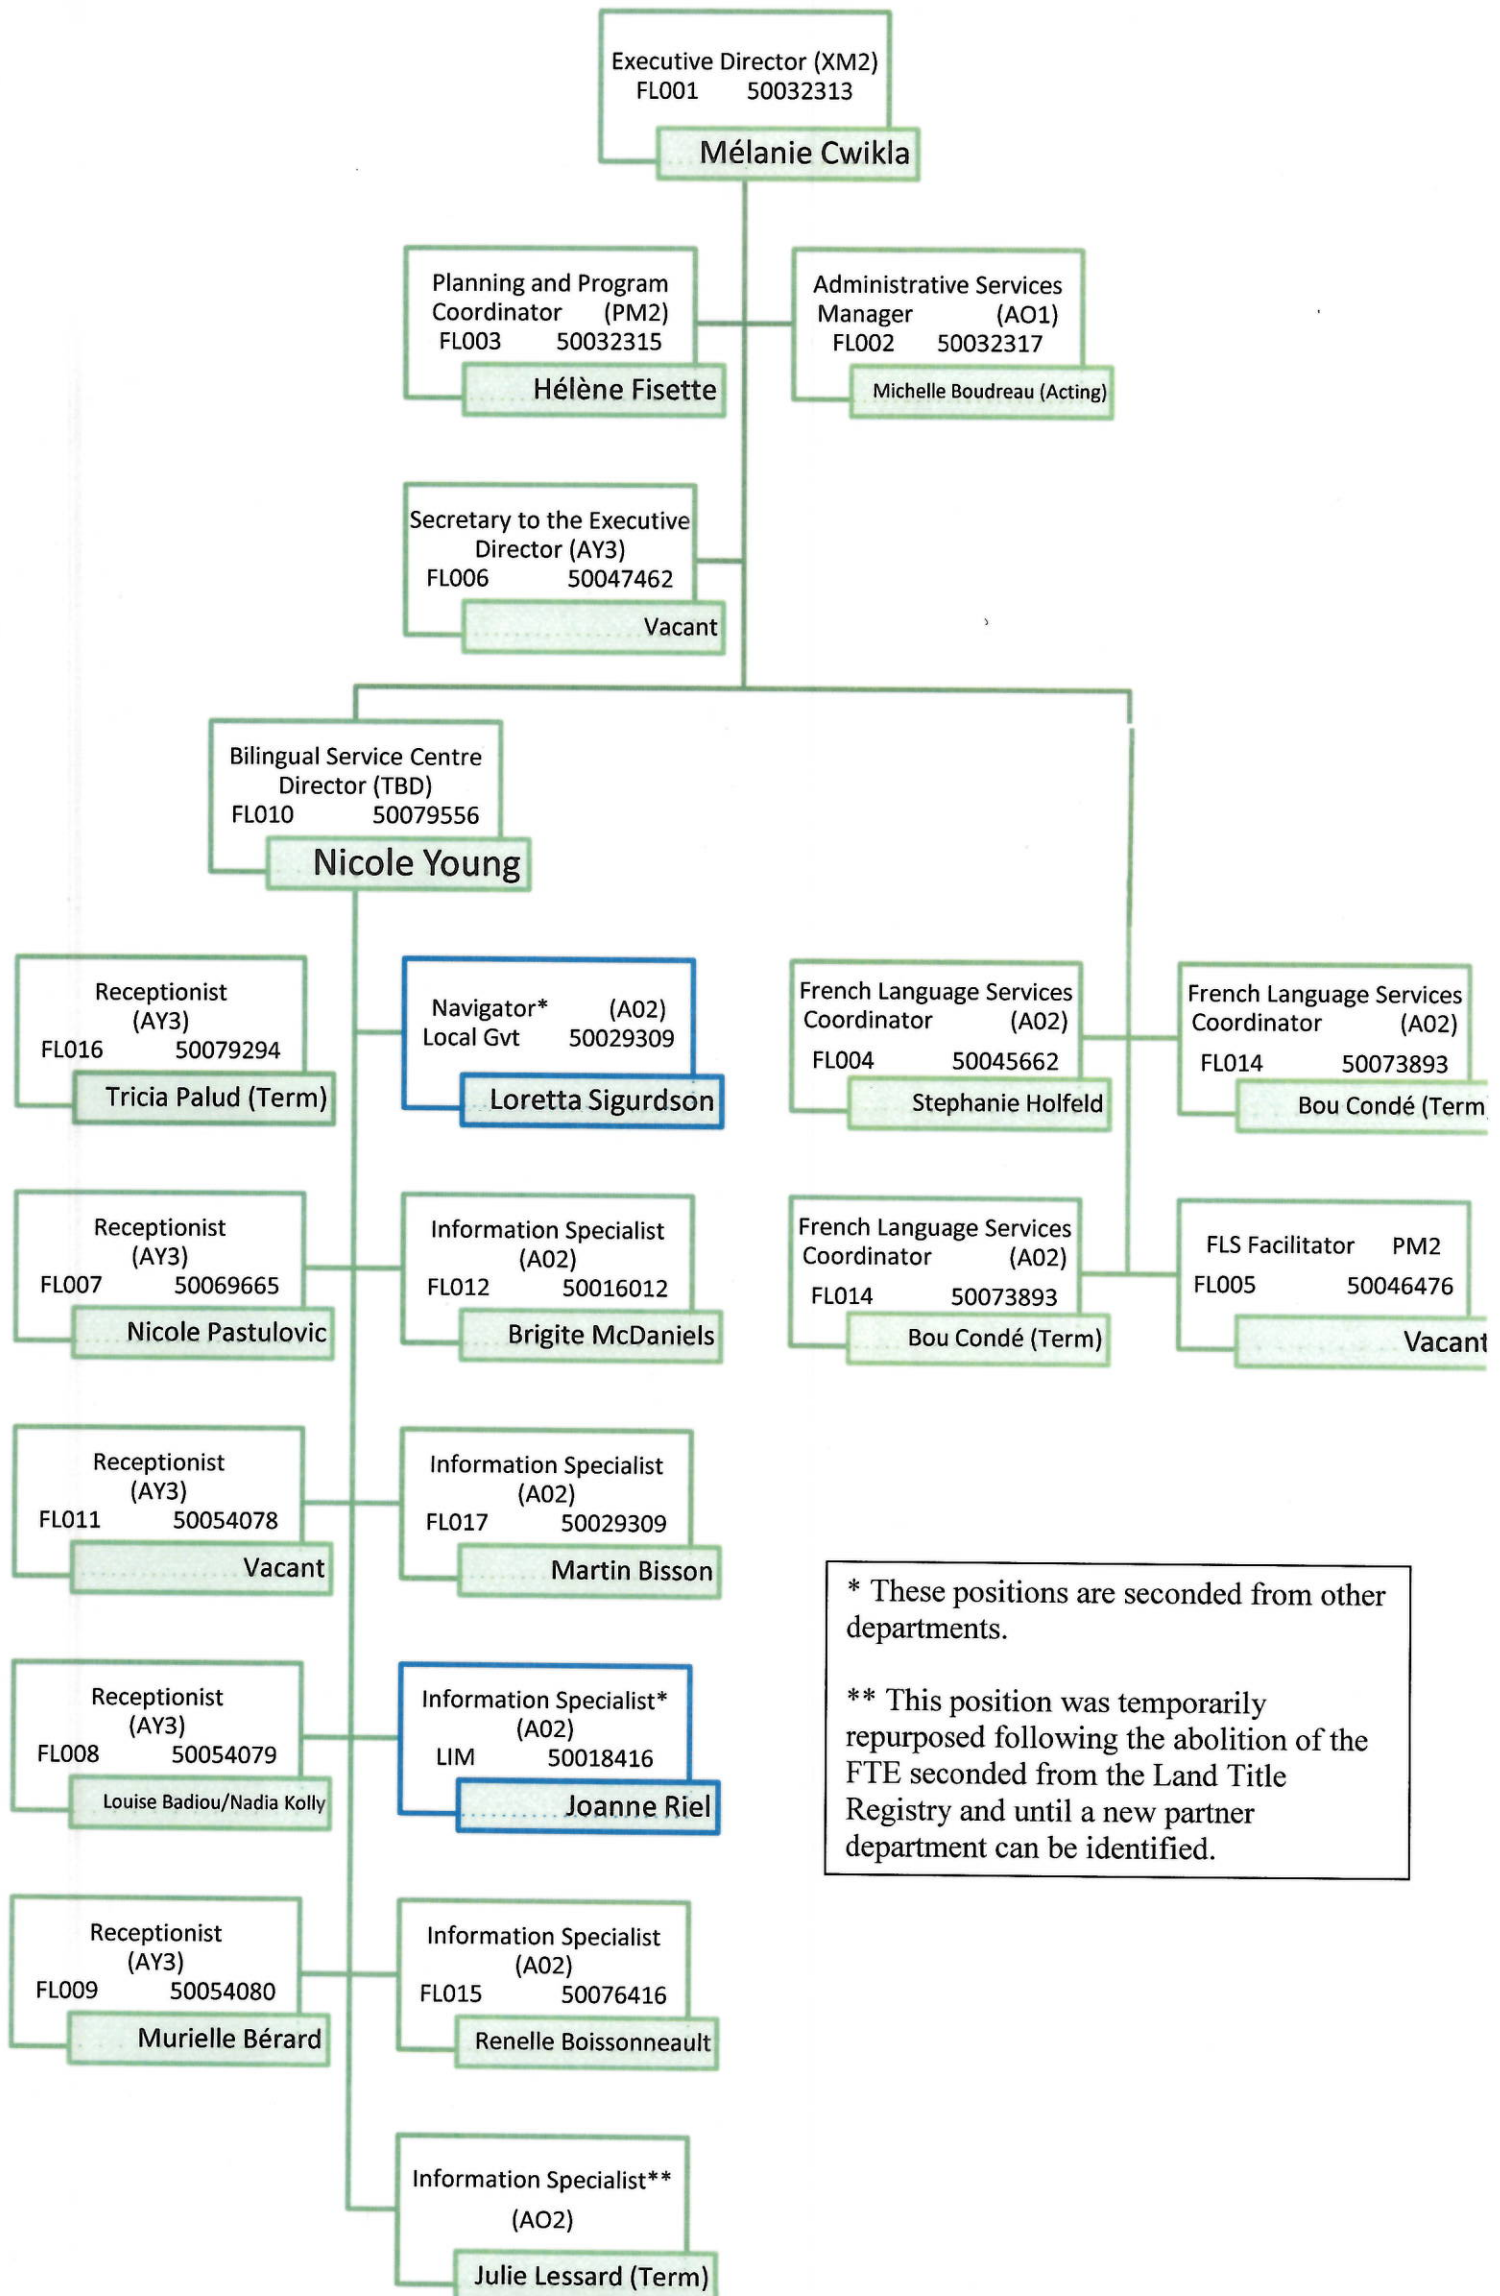 Executive Director (XM2)
FL001 50032313
Mélanie Cwikla
Planning and Program
Coordinator (PM2)
FL003 50032315
Hélène Fisette
Administrative Services
Manager (AO1)
FL002 50032317
Michelle Boudreau (Acting)
Secretary to the Executive
Director (AY3)
FL006 50047462
Vacant
Bilingual Service Centre
Director (TBD)
FL010 50079556
Nicole Young
Receptionist
(AY3)
FL016 50079294
Tricia Palud (Term)
Navigator* (A02)
Local Gvt 50029309
Loretta Sigurdson
French Language Services
Coordinator (A02)
FL004 50045662
Stephanie Holfeld
French Language Services
Coordinator (A02)
FL014 50073893
Bou Condé (Term
Receptionist
(AY3)
FL007 50069665
Nicole Pastulovic
Information Specialist
(A02)
FL012 50016012
Brigite McDaniels
French Language Services
Coordinator (A02)
FL014 50073893
Bou Condé (Term)
FLS Facilitator PM2
FL005 50046476
Vacant
Receptionist
(AY3)
FL011 50054078
Vacant
Information Specialist
(A02)
FL017 50029309
Martin Bisson
Receptionist
(AY3)
FL008 50054079
Louise Badiou/Nadia Kolly
Information Specialist*
(A02)
LIM 50018416
Joanne Riel
* These positions are seconded from other
departments.
** This position was temporarily
repurposed following the abolition of the
FTE seconded from the Land Title
Registry and until a new partner
department can be identified.
Receptionist
(AY3)
FL009 50054080
Murielle Bérard
Information Specialist
(A02)
FL015 50076416
Renelle Boissonneault
Information Specialist**
(AO2)
Julie Lessard (Term)